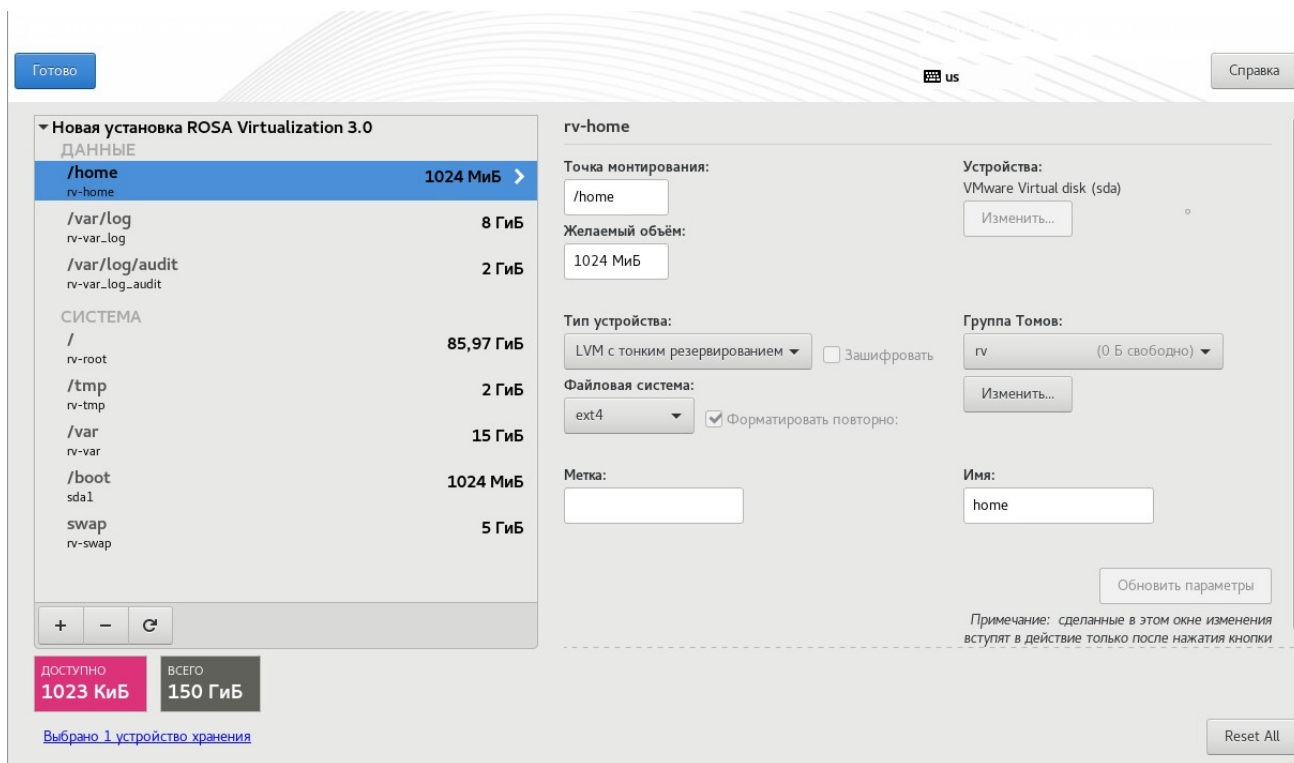 Готово
us
Справка
Новая установка ROSA Virtualization 3.0
ДАННЫЕ
/home
1024 МиБ
rv-home
/var/log
8 ГиБ
rv-var_log
/var/log/audit
2 ГиБ
rv-var_log_audit
СИСТЕМА
/
85,97 ГиБ
rv-root
/tmp
2 ГиБ
rv-tmp
/var
15 ГиБ
rv-var
/boot
1024 МиБ
sda1
swap
5 ГиБ
rv-swap
+ −
ДОСТУПНО
1023 КиБ
ВСЕГО
150 ГиБ
Выбрано 1 устройство хранения
rv-home
Точка монтирования:
/home
Желаемый объём:
1024 МиБ
Устройства:
VMware Virtual disk (sda)
Изменить...
Тип устройства:
LVM с тонким резервированием
Зашифровать
Группа Томов:
rv (0 Б свободно)
Изменить...
Файловая система:
ext4
Форматировать повторно:
Метка:
Имя:
home
Обновить параметры
Примечание: сделанные в этом окне изменения
вступят в действие только после нажатия кнопки
Reset All